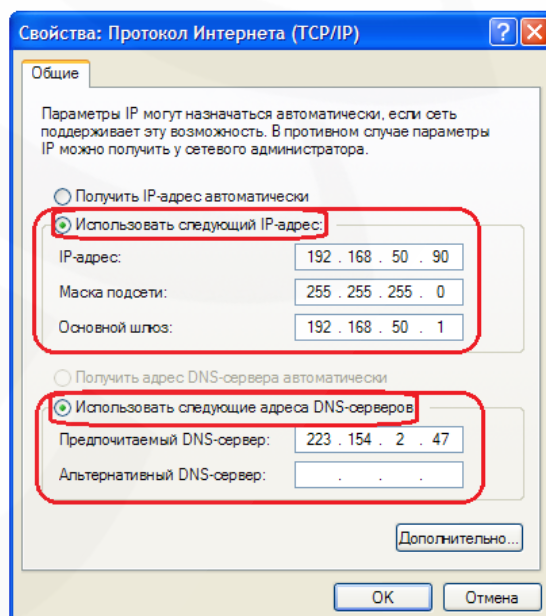 Свойства: Протокол Интернета (TCP/IP)
Общие
Параметры IP могут назначаться автоматически, если сеть
поддерживает эту возможность. В противном случае параметры
IP можно получить у сетевого администратора.
Получить IP-адрес автоматически
Использовать следующий IP-адрес:
IP-адрес: 192 . 168 . 50 . 90
Маска подсети: 255 . 255 . 255 . 0
Основной шлюз: 192 . 168 . 50 . 1
Получить адрес DNS-сервера автоматически
Использовать следующие адреса DNS-серверов
Предпочитаемый DNS-сервер: 223 . 154 . 2 . 47
Альтернативный DNS-сервер: . . .
Дополнительно...
OK Отмена